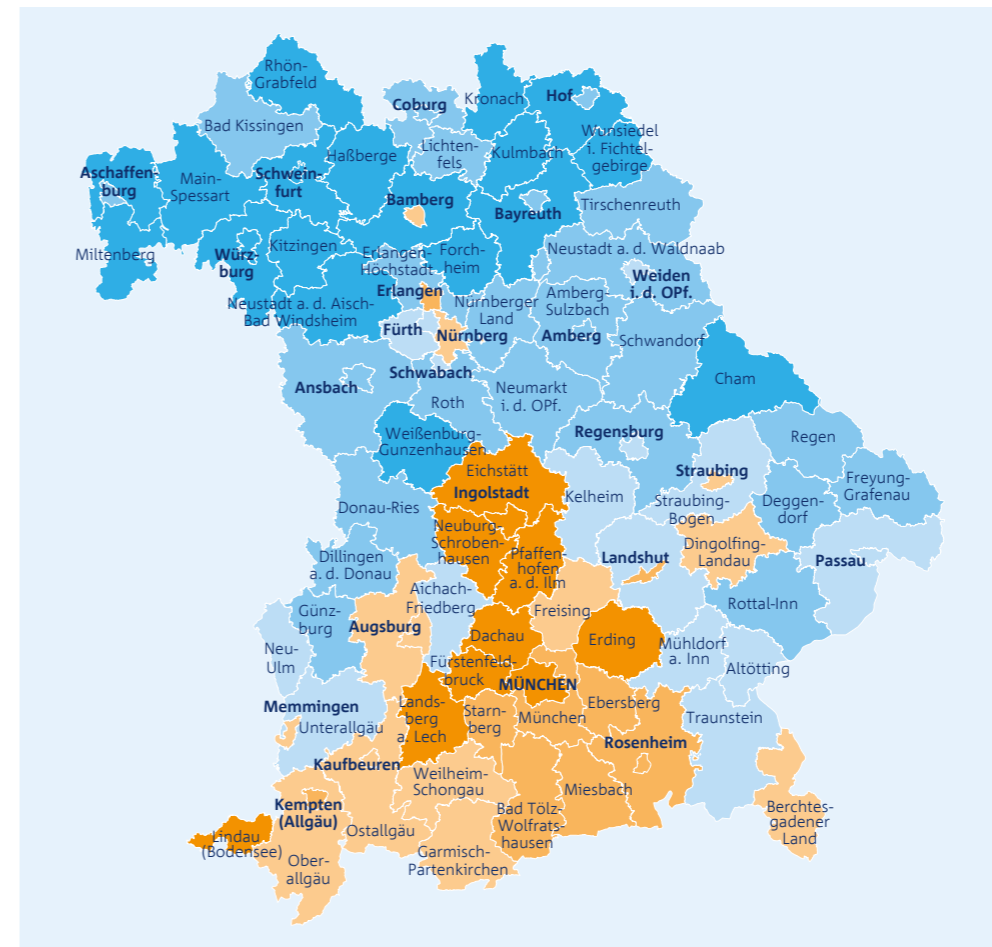 Rhön-
Grabfeld
Coburg
Kronach
Hof
Bad Kissingen
Wunsiedel
i. Fichtel-
gebirge
Lichten-
fels
Haßberge
Kulmbach
Aschaffen-
burg
Main-
Spessart
Schwein-
furt
Bamberg
Bayreuth
Tirschenreuth
Miltenberg
Würz-
burg
Kitzingen
Erlangen-
Höchstadt
Forch-
heim
Neustadt a. d. Waldnaab
Weiden
i. d. OPf.
Neustadt a. d. Aisch-
Bad Windsheim
Erlangen
Nürnberger
Land
Amberg-
Sulzbach
Fürth
Nürnberg
Amberg
Schwandorf
Ansbach
Schwabach
Roth
Neumarkt
i. d. OPf.
Cham
Weißenburg-
Gunzenhausen
Regensburg
Regen
Eichstätt
Ingolstadt
Kelheim
Straubing
Straubing-
Bogen
Freyung-
Grafenau
Deggen-
dorf
Donau-Ries
Neuburg-
Schroben-
hausen
Pfaffen-
hofen
a. d. Ilm
Landshut
Dingolfing-
Landau
Passau
Dillingen
a. d. Donau
Aichach-
Friedberg
Freising
Rottal-Inn
Günz-
burg
Augsburg
Dachau
Erding
Mühldorf
a. Inn
Altötting
Neu-
Ulm
Fürstenfeld-
bruck
MÜNCHEN
Memmingen
Unterallgäu
Lands-
berg
a. Lech
Starn-
berg
München
Ebersberg
Traunstein
Rosenheim
Kaufbeuren
Weilheim-
Schongau
Miesbach
Kempten
(Allgäu)
Ostallgäu
Bad Tölz-
Wolfrats-
hausen
Berchtes-
gadener
Land
Lindau
(Bodensee)
Ober-
allgäu
Garmisch-
Partenkirchen